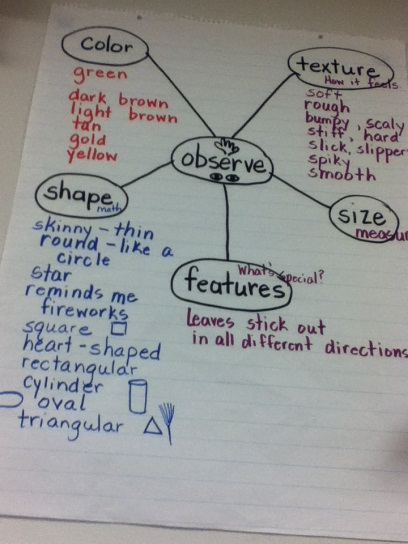 color
green
dark brown
light brown
tan
gold
yellow
texture
How it feels
soft
rough
bumpy, scaly
stiff, hard
slick, slippery
spiky
smooth
observe
shape
math
skinny - thin
round - like a
circle
star
reminds me
fireworks
square
heart-shaped
rectangular
cylinder
oval
triangular
size
measur
features
What's special?
Leaves stick out
in all different directions